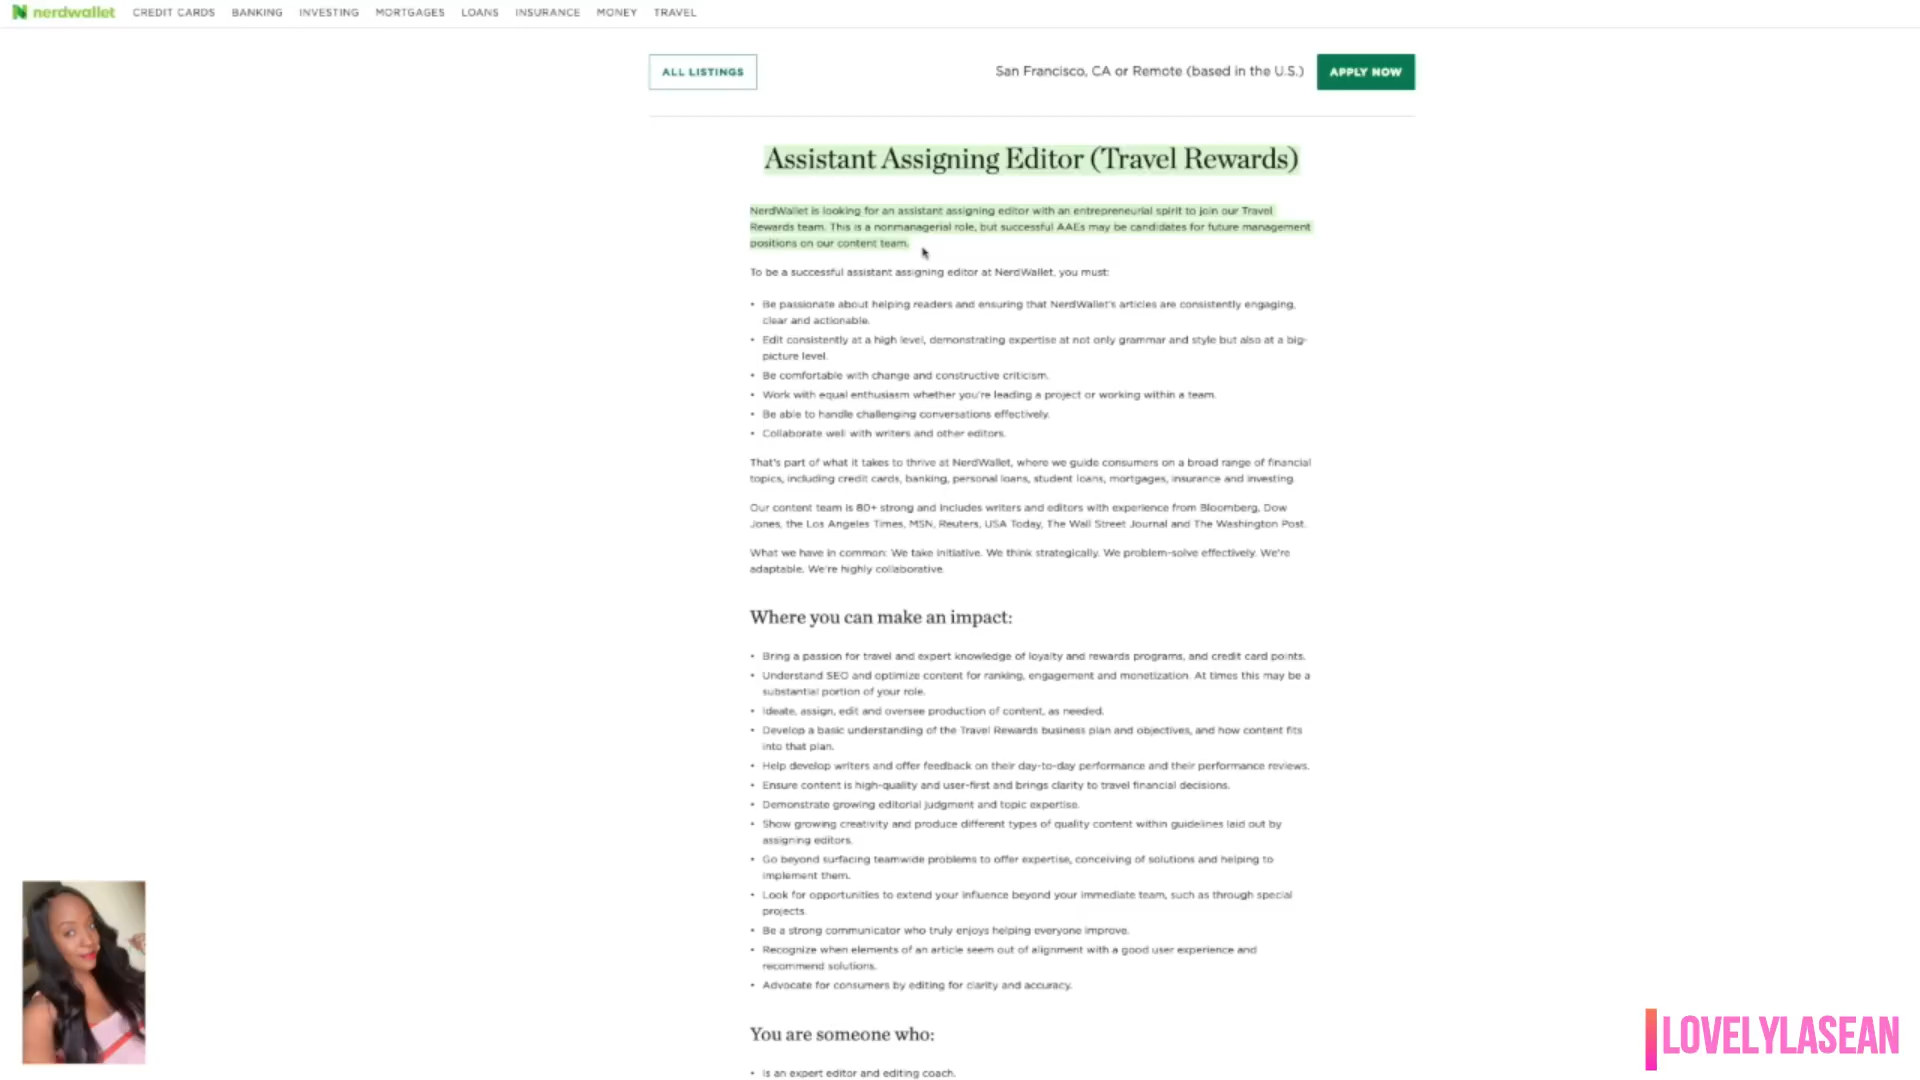 nerdwallet CREDIT CARDS BANKING INVESTING MORTGAGES LOANS INSURANCE MONEY TRAVEL
ALL LISTINGS San Francisco, CA or Remote (based in the U.S.) APPLY NOW
Assistant Assigning Editor (Travel Rewards)
NerdWallet is looking for an assistant assigning editor with an entrepreneurial spirit to join our Travel
Rewards team. This is a nonmanagerial role, but successful AAEs may be candidates for future management
positions on our content team.
To be a successful assistant assigning editor at NerdWallet, you must:
• Be passionate about helping readers and ensuring that NerdWallet's articles are consistently engaging,
clear and actionable.
• Edit consistently at a high level, demonstrating expertise at not only grammar and style but also at a big-
picture level.
• Be comfortable with change and constructive criticism.
• Work with equal enthusiasm whether you're leading a project or working within a team.
• Be able to handle challenging conversations effectively.
• Collaborate well with writers and other editors.
That's part of what it takes to thrive at NerdWallet, where we guide consumers on a broad range of financial
topics, including credit cards, banking, personal loans, student loans, mortgages, insurance and investing.
Our content team is 80+ strong and includes writers and editors with experience from Bloomberg, Dow
Jones, the Los Angeles Times, MSN, Reuters, USA Today, The Wall Street Journal and The Washington Post.
What we have in common: We take initiative. We think strategically. We problem-solve effectively. We're
adaptable. We're highly collaborative.
Where you can make an impact:
• Bring a passion for travel and expert knowledge of loyalty and rewards programs, and credit card points.
• Understand SEO and optimize content for ranking, engagement and monetization. At times this may be a
substantial portion of your role.
• Ideate, assign, edit and oversee production of content, as needed.
• Develop a basic understanding of the Travel Rewards business plan and objectives, and how content fits
into that plan.
• Help develop writers and offer feedback on their day-to-day performance and their performance reviews.
• Ensure content is high-quality and user-first and brings clarity to travel financial decisions.
• Demonstrate growing editorial judgment and topic expertise.
• Show growing creativity and produce different types of quality content within guidelines laid out by
assigning editors.
• Go beyond surfacing teamwide problems to offer expertise, conceiving of solutions and helping to
implement them.
• Look for opportunities to extend your influence beyond your immediate team, such as through special
projects.
• Be a strong communicator who truly enjoys helping everyone improve.
• Recognize when elements of an article seem out of alignment with a good user experience and
recommend solutions.
• Advocate for consumers by editing for clarity and accuracy.
You are someone who:
• Is an expert editor and editing coach.
LOVELYLASEAN